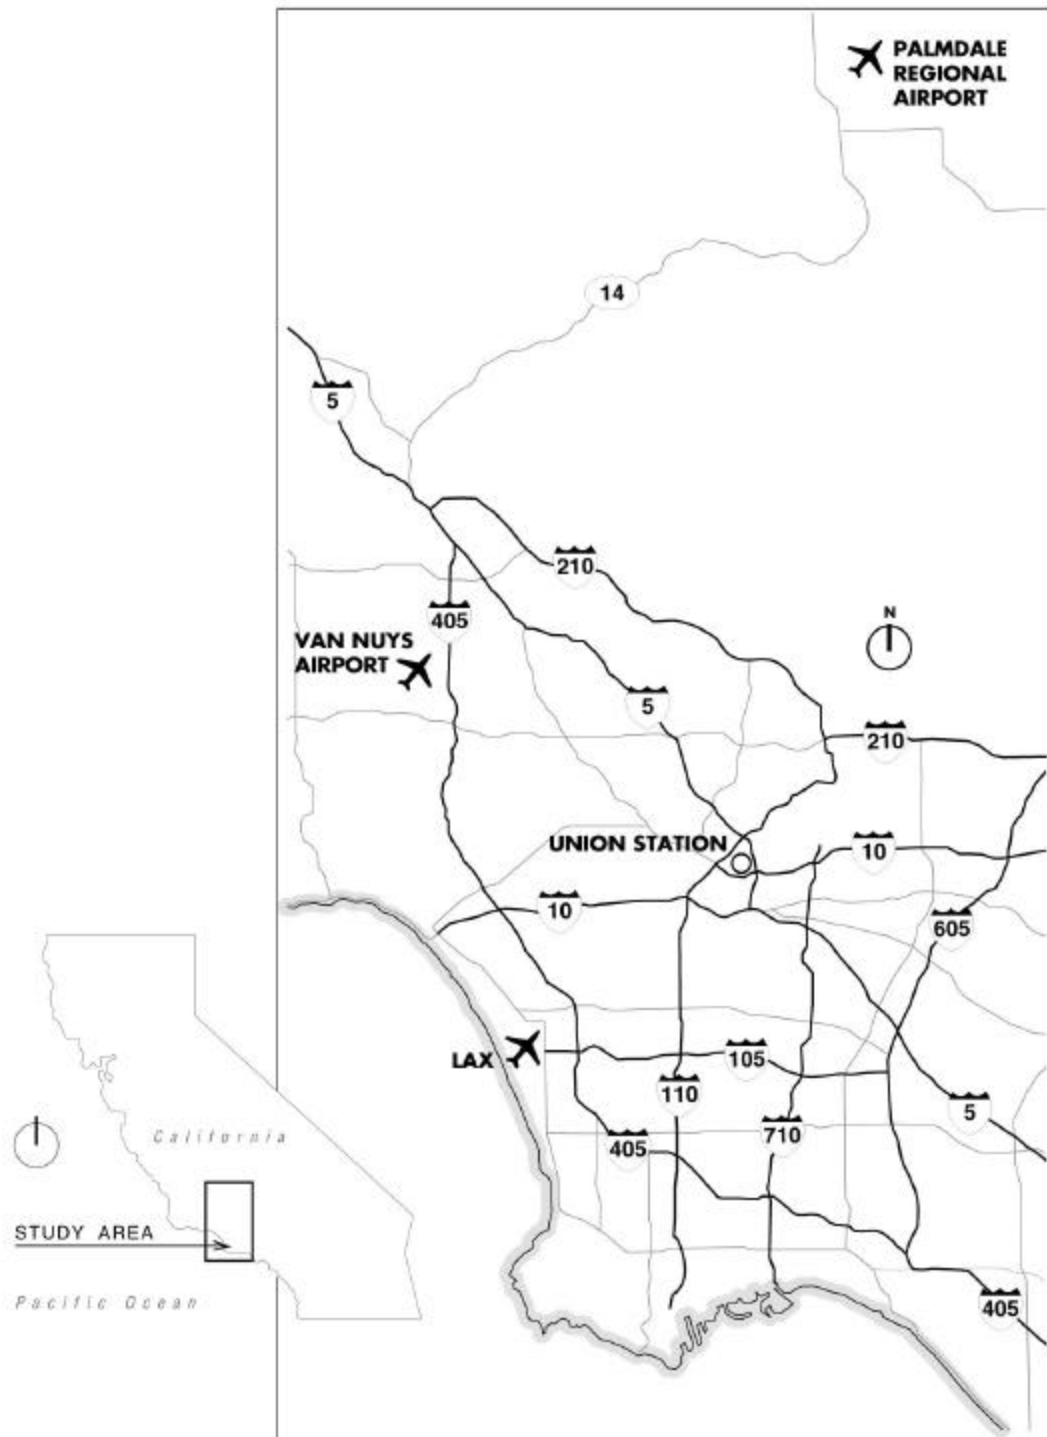 PALMDALE
REGIONAL
AIRPORT
14
5
210
405
N
VAN NUYS
AIRPORT
5
210
UNION STATION
10
10
605
LAX
105
110
5
California
710
405
STUDY AREA
Pacific Ocean
405